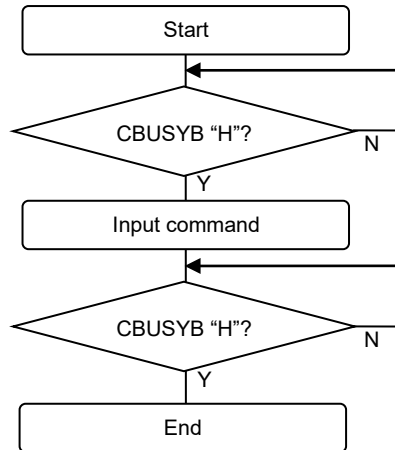 Start
CBUSYB “H”?
N
Y
Input command
CBUSYB “H”?
N
Y
End